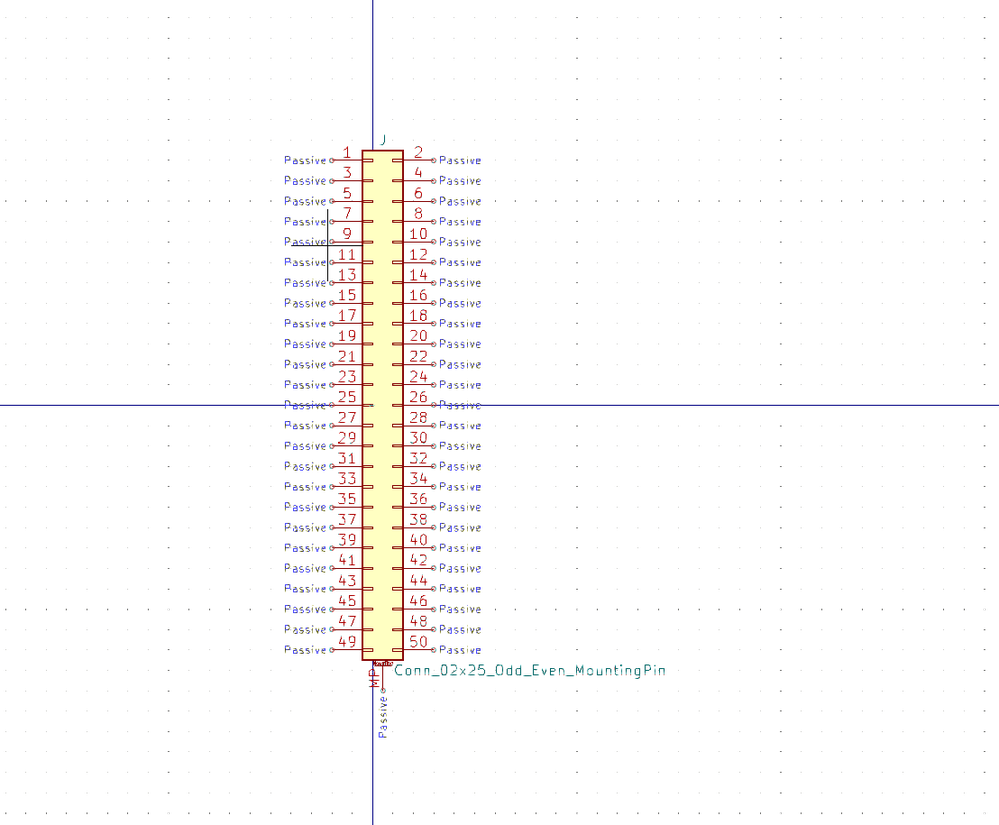 J
Passive 1 2 Passive
Passive 3 4 Passive
Passive 5 6 Passive
Passive 7 8 Passive
Passive 9 10 Passive
Passive 11 12 Passive
Passive 13 14 Passive
Passive 15 16 Passive
Passive 17 18 Passive
Passive 19 20 Passive
Passive 21 22 Passive
Passive 23 24 Passive
Passive 25 26 Passive
Passive 27 28 Passive
Passive 29 30 Passive
Passive 31 32 Passive
Passive 33 34 Passive
Passive 35 36 Passive
Passive 37 38 Passive
Passive 39 40 Passive
Passive 41 42 Passive
Passive 43 44 Passive
Passive 45 46 Passive
Passive 47 48 Passive
Passive 49 50 Passive
MP Conn_02x25_Odd_Even_MountingPin
Passive